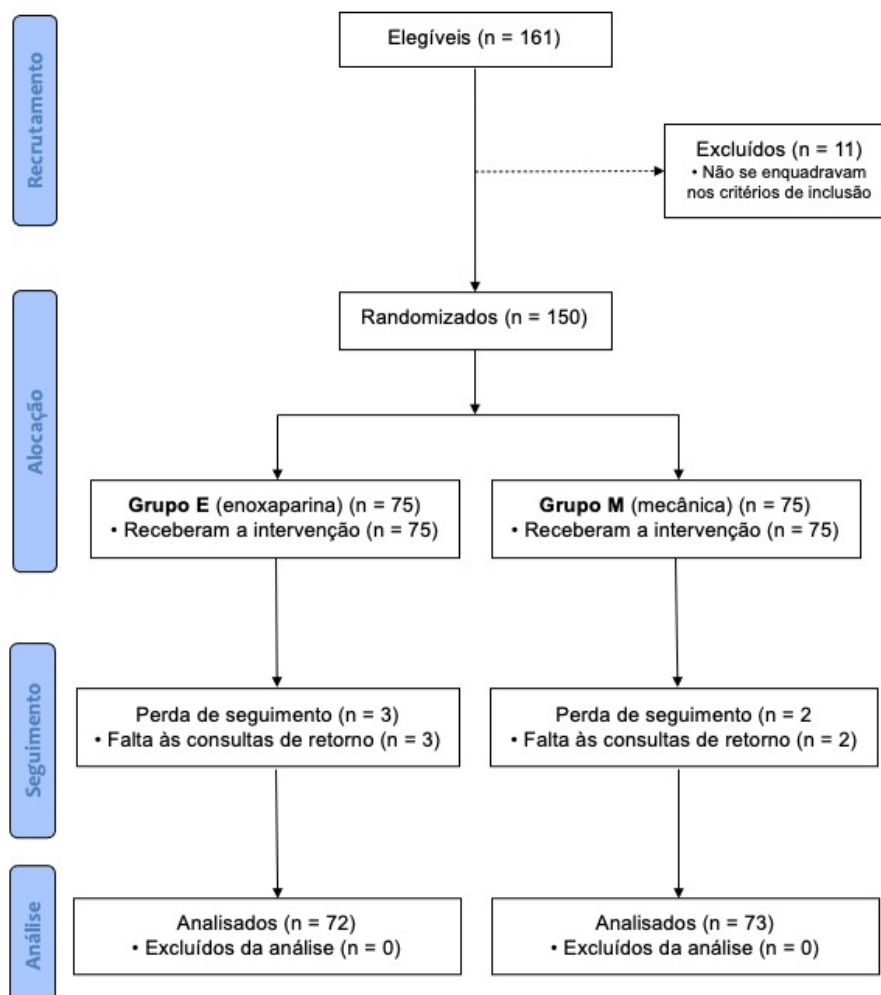 Recrutamento
Elegíveis (n = 161)
Excluídos (n = 11)
• Não se enquadravam
nos critérios de inclusão
Alocação
Randomizados (n = 150)
Grupo E (enoxaparina) (n = 75)
• Receberam a intervenção (n = 75)
Grupo M (mecânica) (n = 75)
• Receberam a intervenção (n = 75)
Seguimento
Perda de seguimento (n = 3)
• Falta às consultas de retorno (n = 3)
Perda de seguimento (n = 2
• Falta às consultas de retorno (n = 2)
Análise
Analisados (n = 72)
• Excluídos da análise (n = 0)
Analisados (n = 73)
• Excluídos da análise (n = 0)